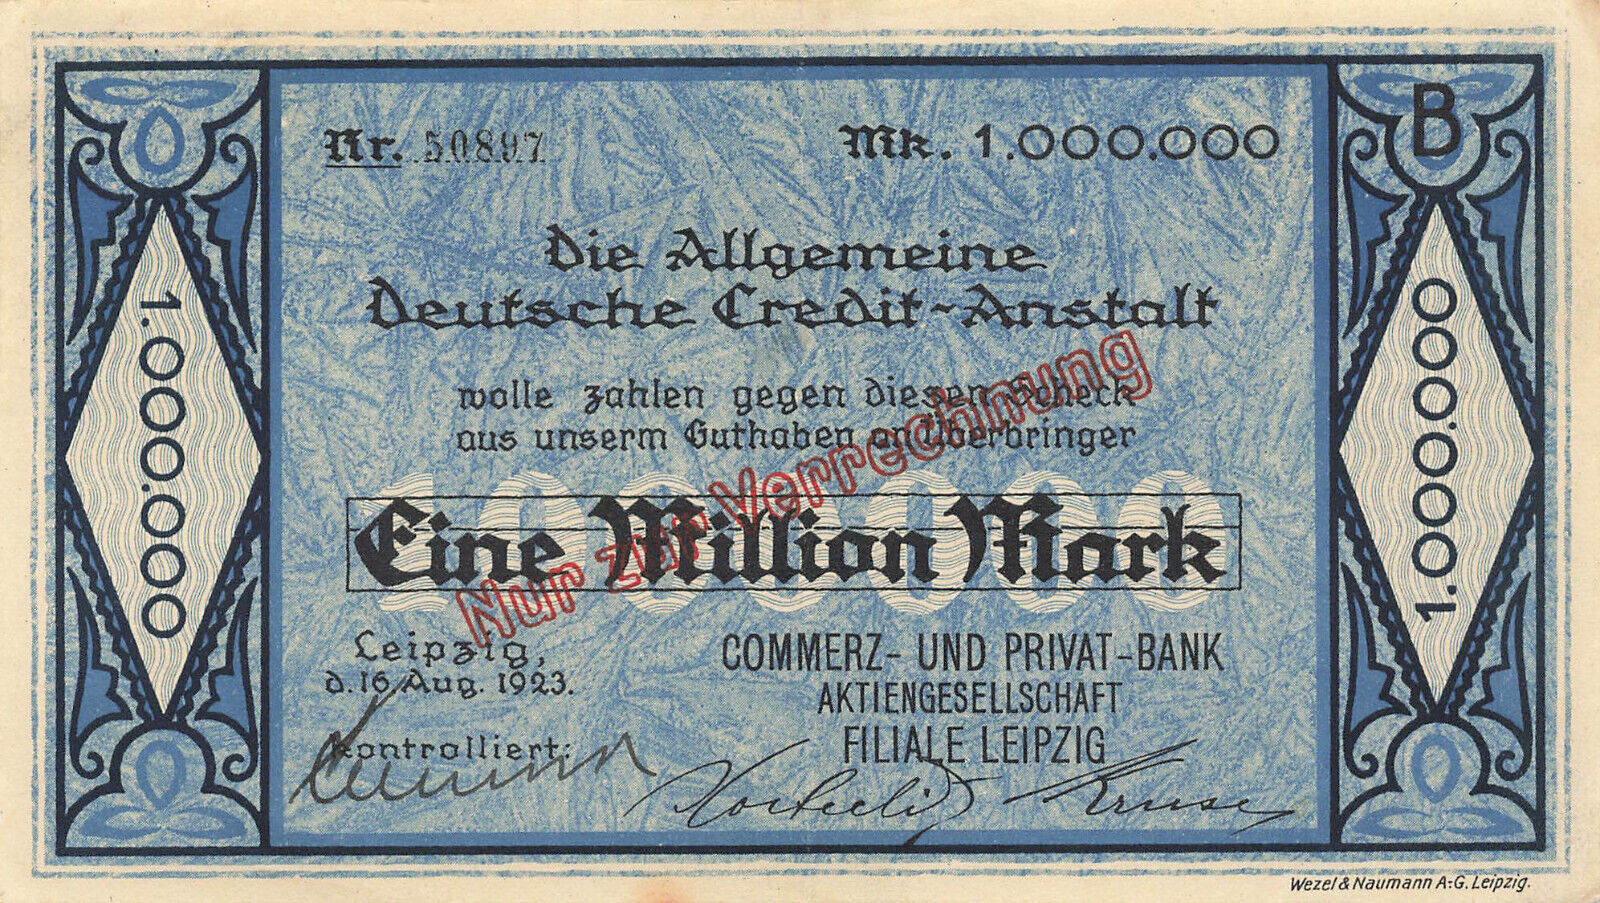 Nr. 50897
Mk. 1.000.000
B
Die Allgemeine
Deutsche Credit-Anstalt
wolle zahlen gegen diesen Scheck
aus unserm Guthaben an Überbringer
1000000
Eine Million Mark
Nur zur Verrechnung
Leipzig,
d. 16. Aug. 1923.
Kontrolliert:
COMMERZ- UND PRIVAT-BANK
AKTIENGESELLSCHAFT
FILIALE LEIPZIG
Kruse
1.000.000
1.000.000
Wezel & Naumann A.-G. Leipzig.